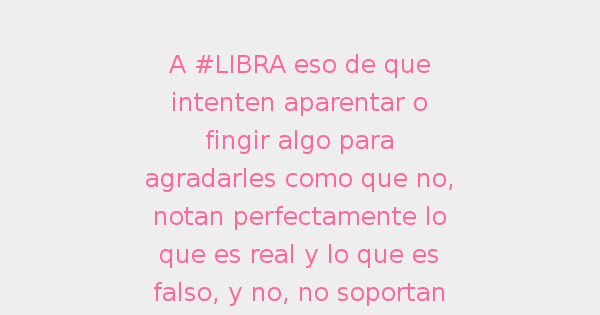 A #LIBRA eso de que
intenten aparentar o
fingir algo para
agradarles como que no,
notan perfectamente lo
que es real y lo que es
falso, y no, no soportan